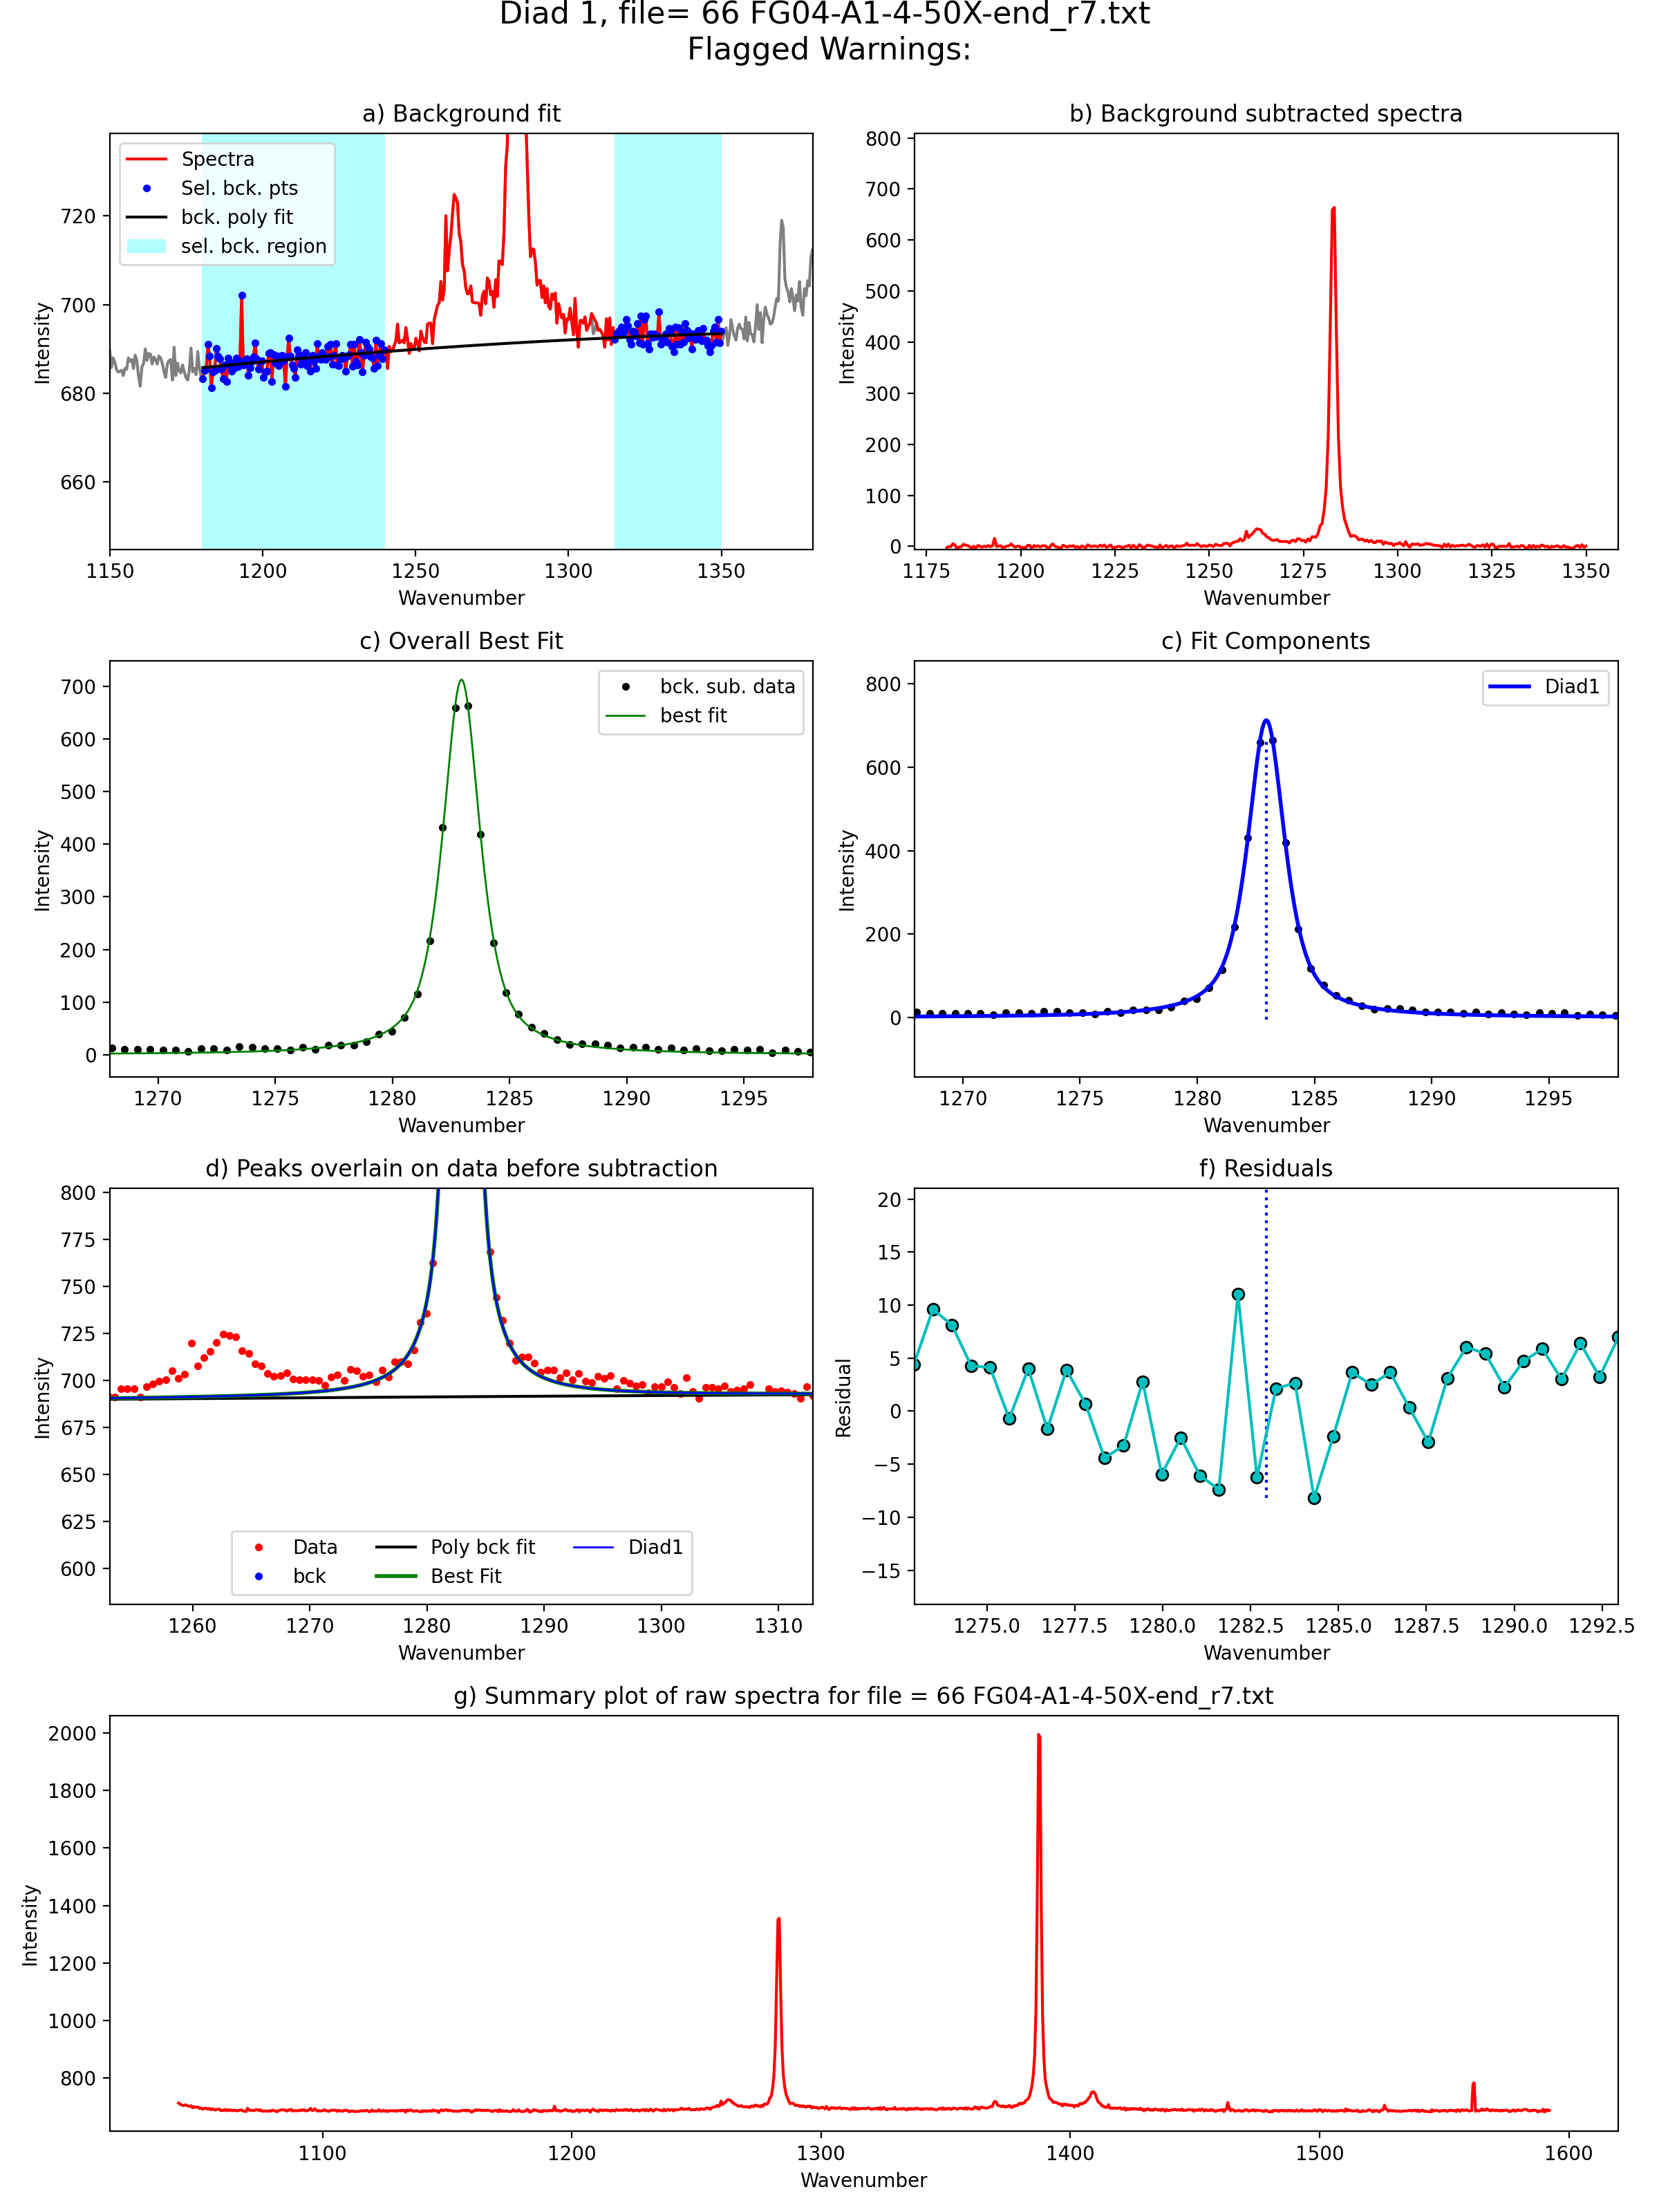 Diad 1, file= 66 FG04-A1-4-50X-end_r7.txt
Flagged Warnings:
a) Background fit
Spectra
Sel. bck. pts
bck. poly fit
sel. bck. region
720
700
680
660
Intensity
1150 1200 1250 1300 1350
Wavenumber
b) Background subtracted spectra
800
700
600
500
400
300
200
100
0
Intensity
1175 1200 1225 1250 1275 1300 1325 1350
Wavenumber
c) Overall Best Fit
bck. sub. data
best fit
700
600
500
400
300
200
100
0
Intensity
1270 1275 1280 1285 1290 1295
Wavenumber
c) Fit Components
Diad1
800
600
400
200
0
Intensity
1270 1275 1280 1285 1290 1295
Wavenumber
d) Peaks overlain on data before subtraction
800
775
750
725
700
675
650
625
600
Intensity
Data
bck
Poly bck fit
Best Fit
Diad1
1260 1270 1280 1290 1300 1310
Wavenumber
f) Residuals
20
15
10
5
0
−5
−10
−15
Residual
1275.0 1277.5 1280.0 1282.5 1285.0 1287.5 1290.0 1292.5
Wavenumber
g) Summary plot of raw spectra for file = 66 FG04-A1-4-50X-end_r7.txt
2000
1800
1600
1400
1200
1000
800
Intensity
1100 1200 1300 1400 1500 1600
Wavenumber